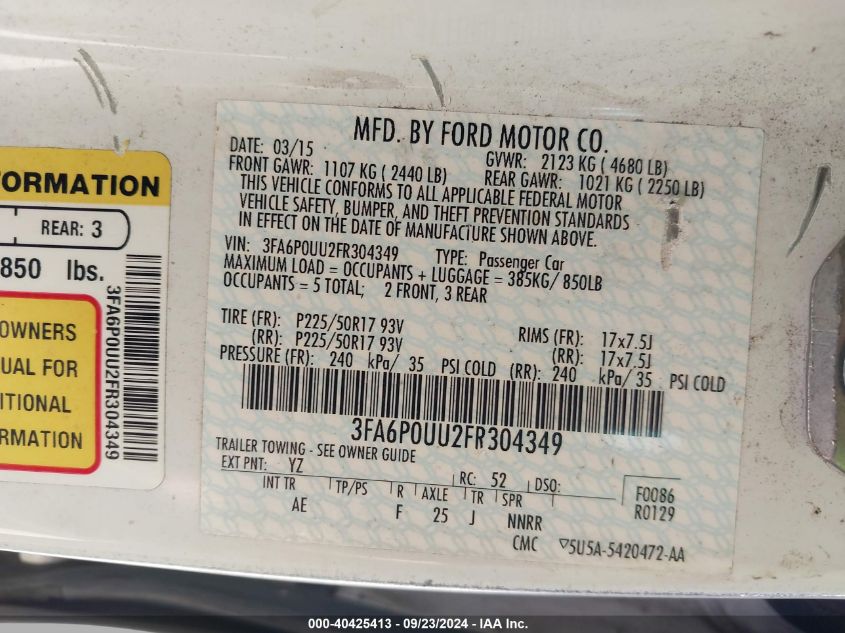 FORMATION
REAR: 3
850 lbs.
OWNERS
UAL FOR
ITIONAL
RMATION
3FA6P0UU2FR304349
MFD. BY FORD MOTOR CO.
DATE: 03/15 GVWR: 2123 KG ( 4680 LB)
FRONT GAWR: 1107 KG ( 2440 LB) REAR GAWR: 1021 KG ( 2250 LB)
THIS VEHICLE CONFORMS TO ALL APPLICABLE FEDERAL MOTOR
VEHICLE SAFETY, BUMPER, AND THEFT PREVENTION STANDARDS
IN EFFECT ON THE DATE OF MANUFACTURE SHOWN ABOVE.
VIN: 3FA6P0UU2FR304349 TYPE: Passenger Car
MAXIMUM LOAD = OCCUPANTS + LUGGAGE = 385KG/ 850LB
OCCUPANTS = 5 TOTAL; 2 FRONT, 3 REAR
TIRE (FR): P225/50R17 93V RIMS (FR): 17x7.5J
(RR): P225/50R17 93V (RR): 17x7.5J
PRESSURE (FR): 240 kPa/ 35 PSI COLD (RR): 240 kPa/ 35 PSI COLD
3FA6P0UU2FR304349
TRAILER TOWING - SEE OWNER GUIDE
EXT PNT: YZ RC: 52 DSO: F0086
INT TR TP/PS R AXLE TR SPR R0129
AE F 25 J NNRR
CMC ▽5U5A-5420472-AA
000-40425413 - 09/23/2024 - IAA Inc.